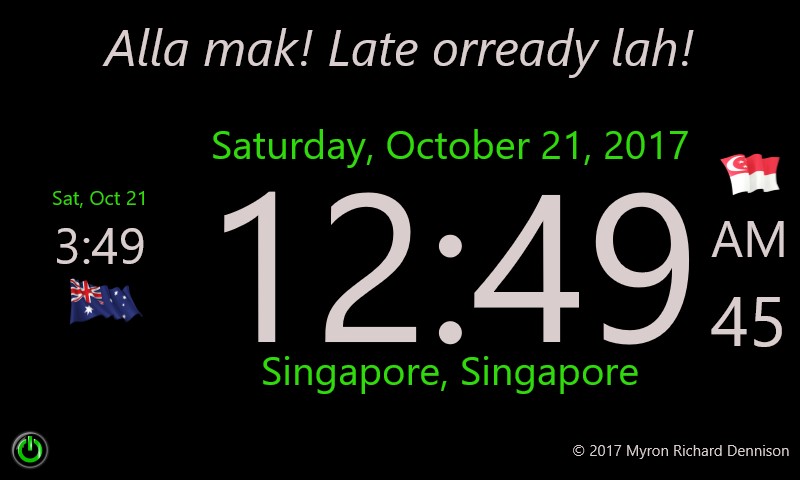 Alla mak! Late orready lah!
Saturday, October 21, 2017
Sat, Oct 21
3:49
12:49
AM
45
Singapore, Singapore
© 2017 Myron Richard Dennison